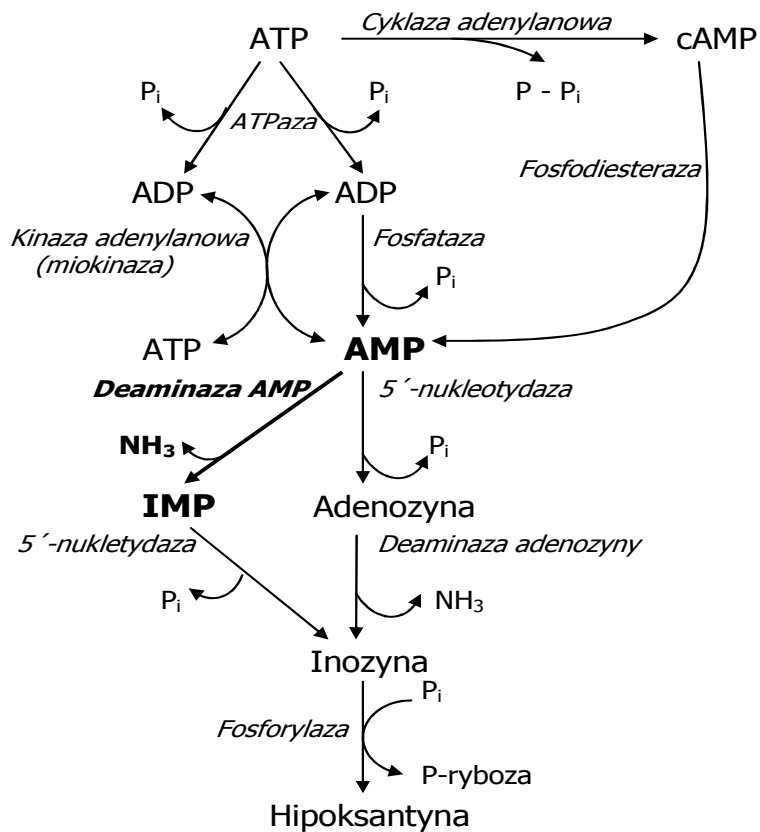 Cyklaza adenylanowa
ATP
cAMP
Pi
Pi
P - Pi
ATPaza
Fosfodiesteraza
ADP
ADP
Kinaza adenylanowa
(miokinaza)
Fosfataza
Pi
ATP
AMP
Deaminaza AMP
5´-nukleotydaza
NH3
Pi
IMP
Adenozyna
5´-nukletydaza
Deaminaza adenozyny
Pi
NH3
Inozyna
Pi
Fosforylaza
P-ryboza
Hipoksantyna